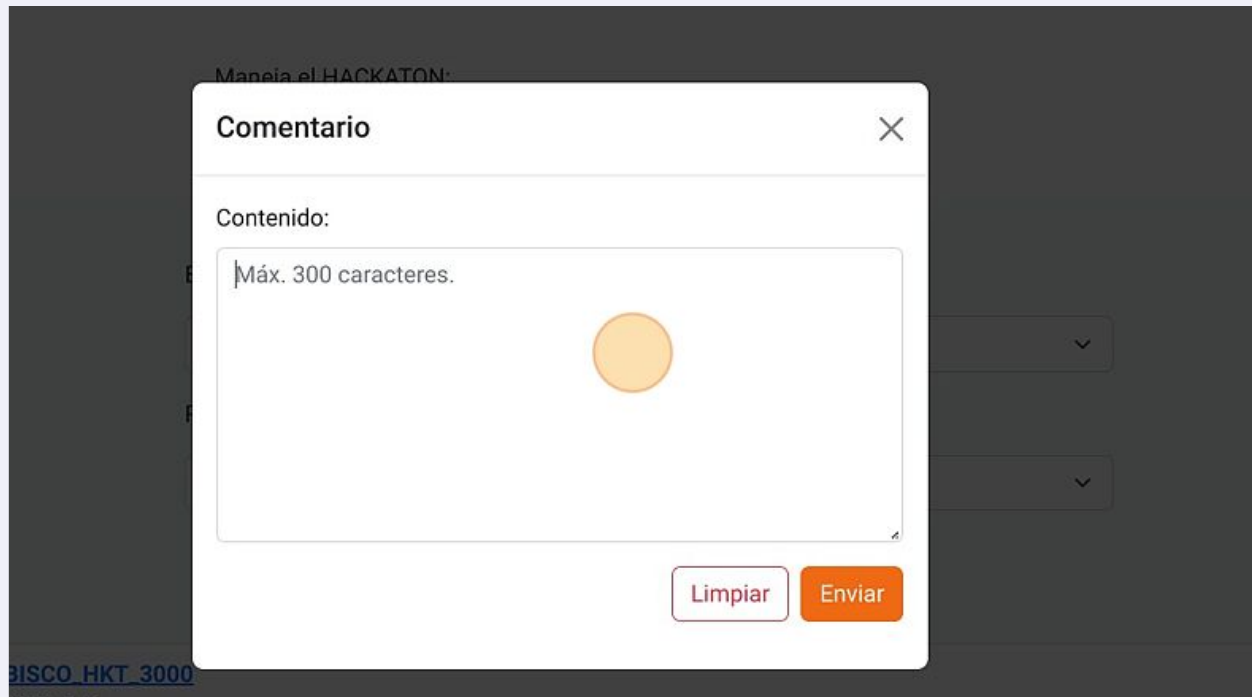 Maneja el HACKATON:
Comentario
Contenido:
Máx. 300 caracteres.
Limpiar
Enviar
BISCO_HKT_3000